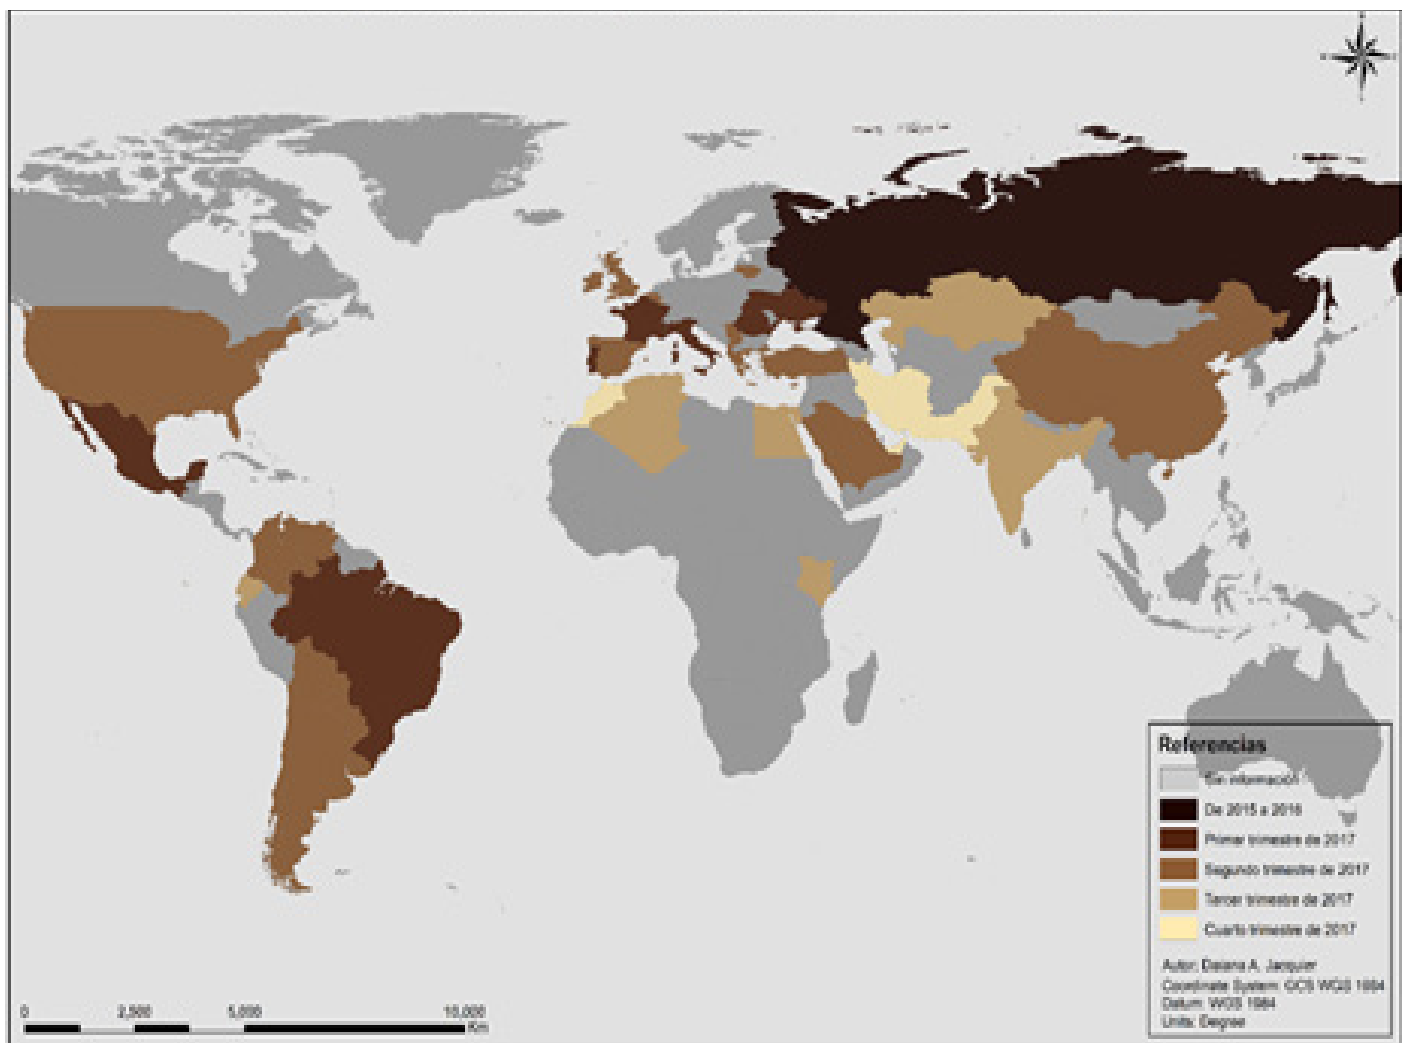 Referencias
Sin información
De 2015 a 2016
Primer trimestre de 2017
Segundo trimestre de 2017
Tercer trimestre de 2017
Cuarto trimestre de 2017
Autor: Daiana A. Jacquier
Coordinate System: GCS WGS 1984
Datum: WGS 1984
Units: Degree
0 2,500 5,000 10,000
Km